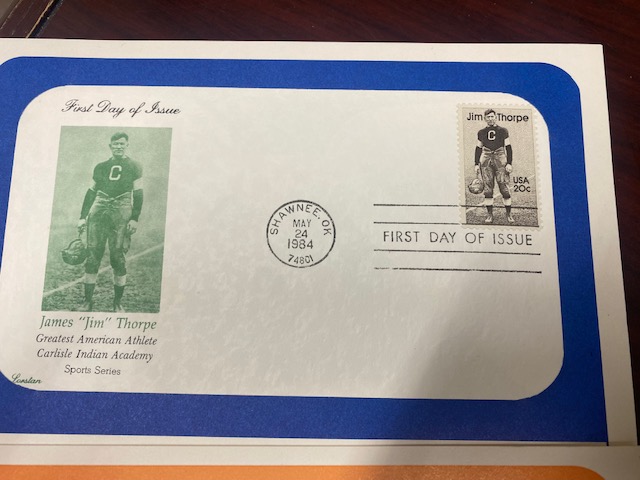 First Day of Issue
Jim Thorpe
C
USA
20c
C
SHAWNEE, OK
MAY
24
1984
74801
FIRST DAY OF ISSUE
James "Jim" Thorpe
Greatest American Athlete
Carlisle Indian Academy
Sports Series
Lorstan